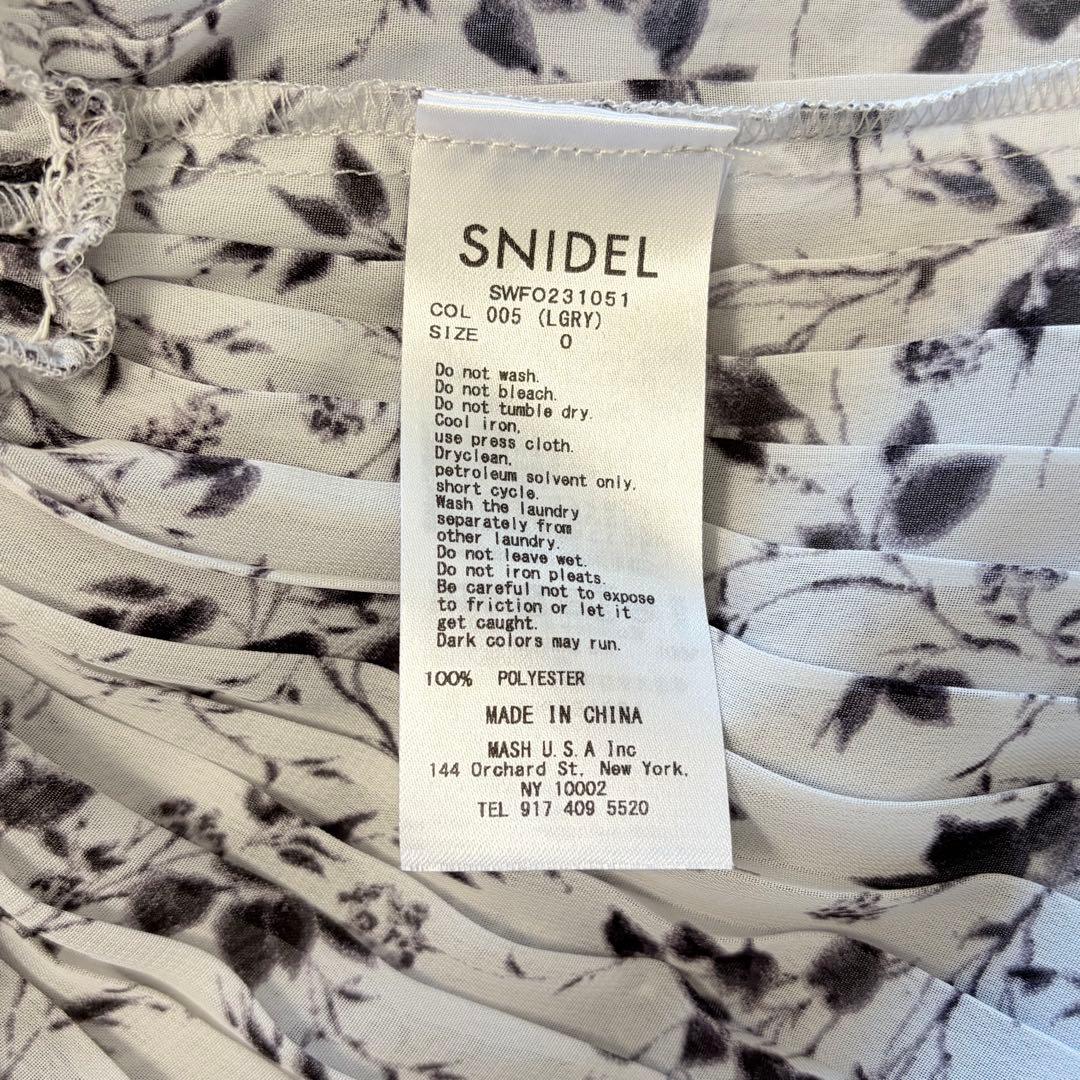 SNIDEL
SWFO231051
COL 005 (LGRY)
SIZE 0
Do not wash.
Do not bleach.
Do not tumble dry.
Cool iron,
use press cloth.
Dryclean,
petroleum solvent only,
short cycle.
Wash the laundry
separately from
other laundry.
Do not leave wet.
Do not iron pleats.
Be careful not to expose
to friction or let it
get caught.
Dark colors may run.
100% POLYESTER
MADE IN CHINA
MASH U.S.A Inc
144 Orchard St, New York,
NY 10002
TEL 917 409 5520